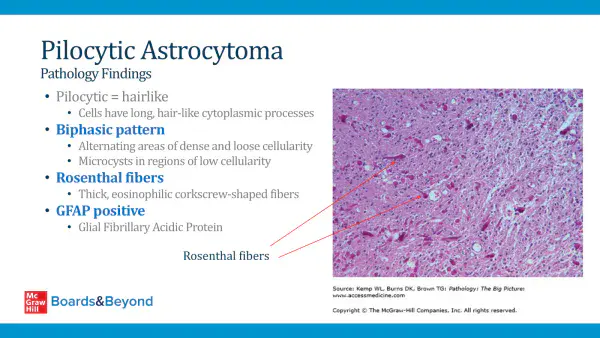 Pilocytic Astrocytoma
Pathology Findings
• Pilocytic = hairlike
• Cells have long, hair-like cytoplasmic processes
• Biphasic pattern
• Alternating areas of dense and loose cellularity
• Microcysts in regions of low cellularity
• Rosenthal fibers
• Thick, eosinophilic corkscrew-shaped fibers
• GFAP positive
• Glial Fibrillary Acidic Protein
Rosenthal fibers
Source: Kemp WL, Burns DK, Brown TG: Pathology: The Big Picture:
www.accessmedicine.com
Copyright © The McGraw-Hill Companies, Inc. All rights reserved.
Mc
Graw
Hill
Boards&Beyond